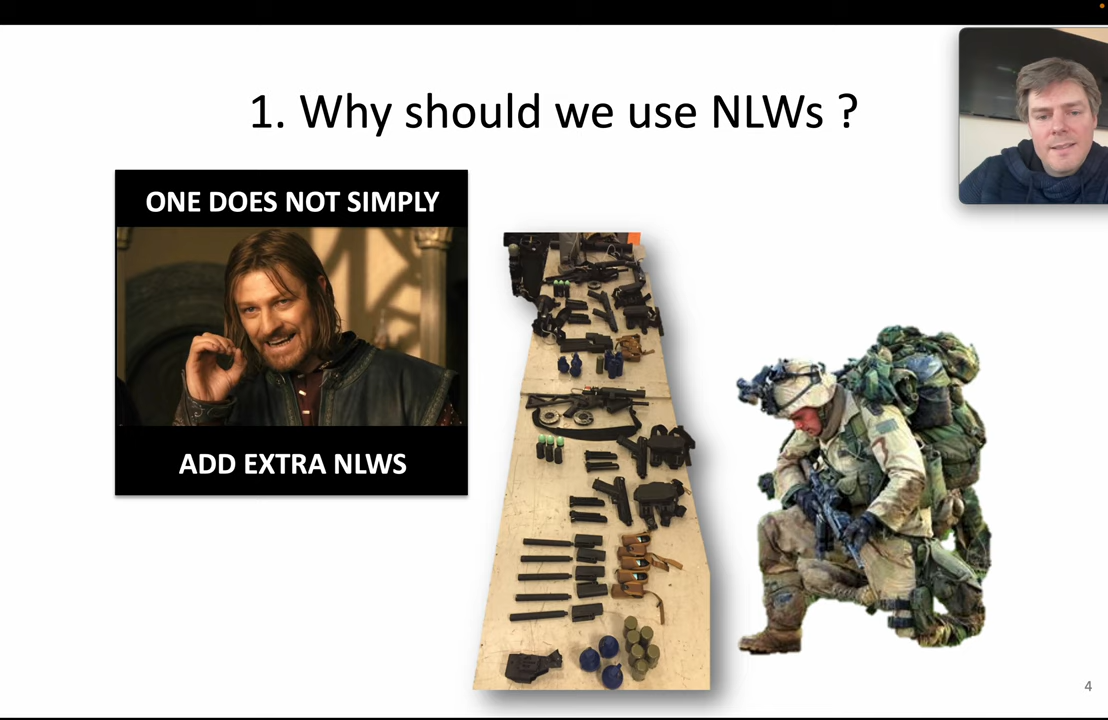 1. Why should we use NLWs ?
ONE DOES NOT SIMPLY
ADD EXTRA NLWS
4